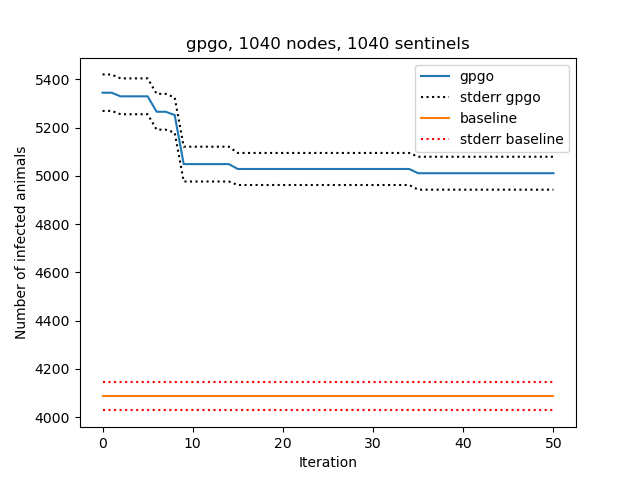 gpgo, 1040 nodes, 1040 sentinels
Number of infected animals
5400
5200
5000
4800
4600
4400
4200
4000
gpgo
stderr gpgo
baseline
stderr baseline
0 10 20 30 40 50
Iteration